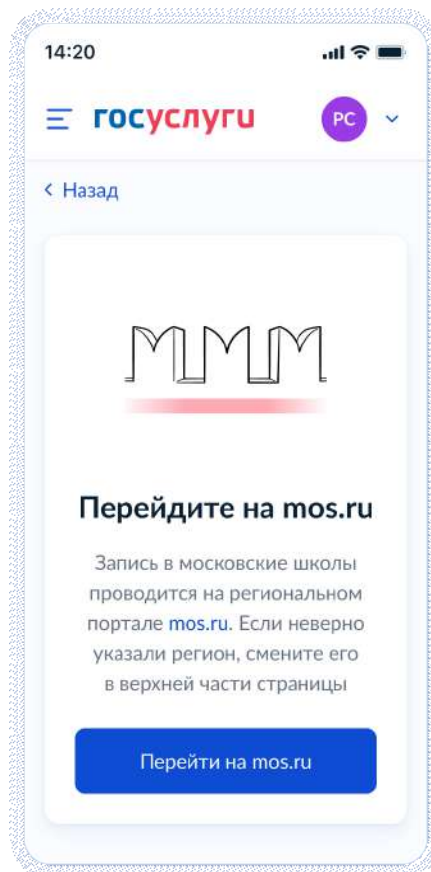 14:20
госуслуги
РС
Назад
Перейдите на mos.ru
Запись в московские школы
проводится на региональном
портале mos.ru. Если неверно
указали регион, смените его
в верхней части страницы
Перейти на mos.ru